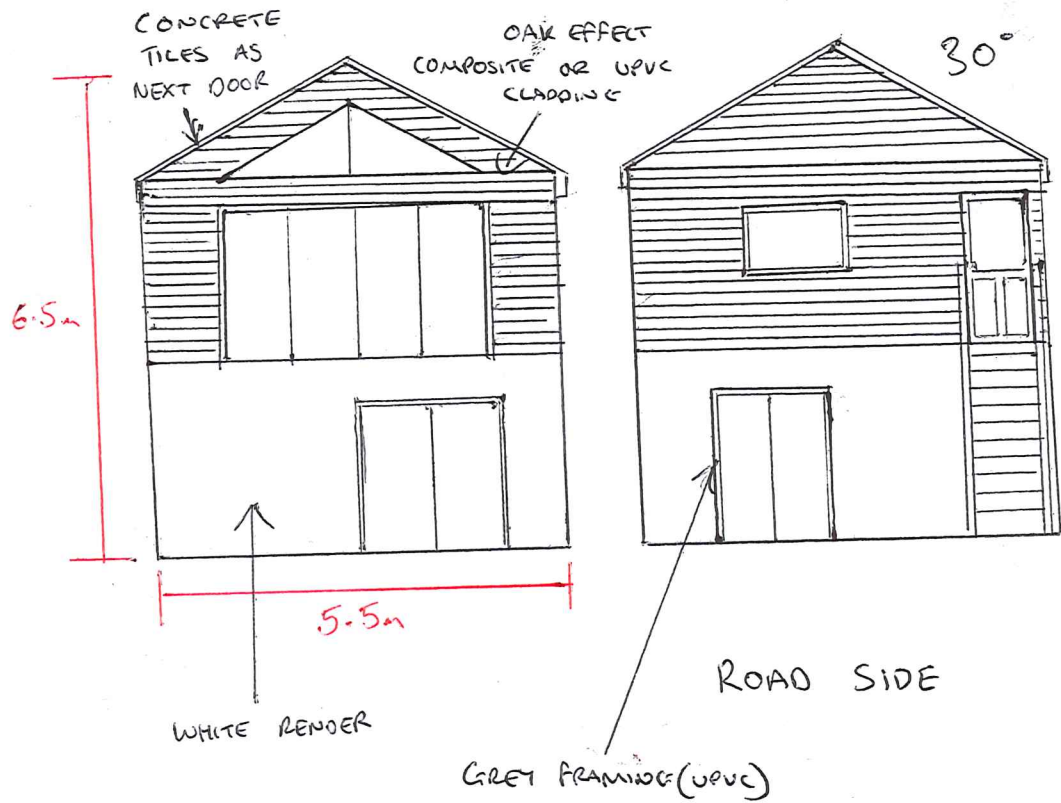 CONCRETE
TILES AS
NEXT DOOR
OAK EFFECT
COMPOSITE OR UPVC
CLADDING
30°
6.5m
5.5m
WHITE RENDER
ROAD SIDE
GREY FRAMING (UPVC)